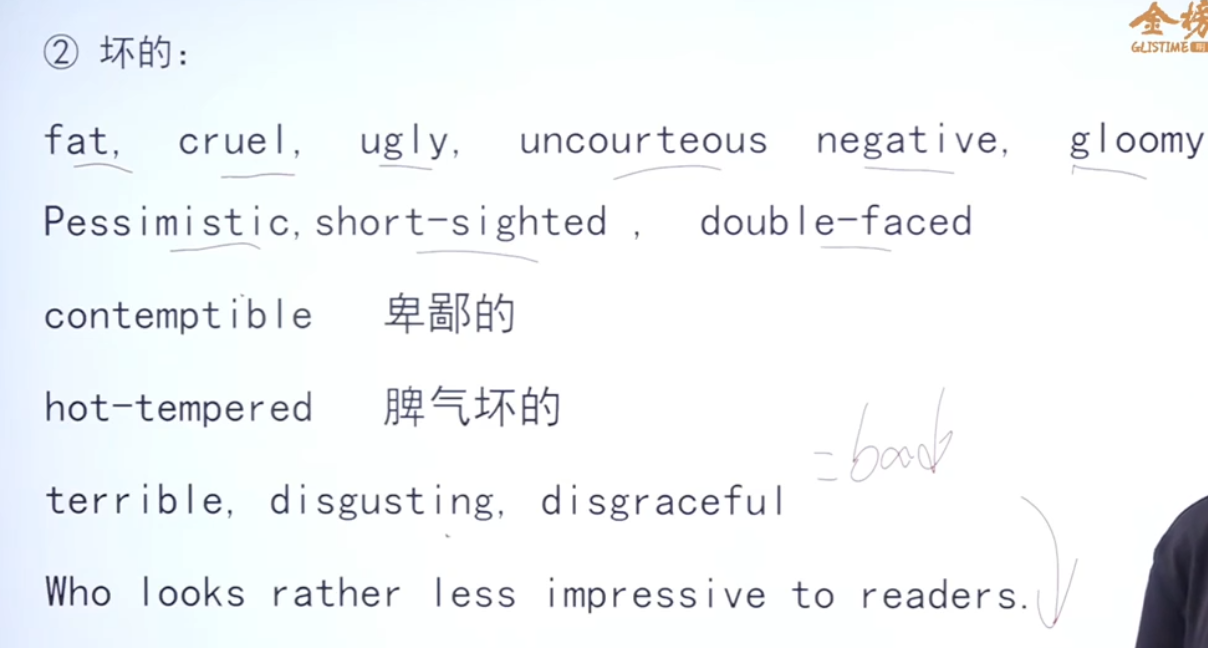 金榜
GLISTIME
② 坏的：
fat, cruel, ugly, uncourteous negative, gloomy
Pessimistic, short-sighted , double-faced
contemptible 卑鄙的
hot-tempered 脾气坏的
=bad
terrible, disgusting, disgraceful
Who looks rather less impressive to readers.